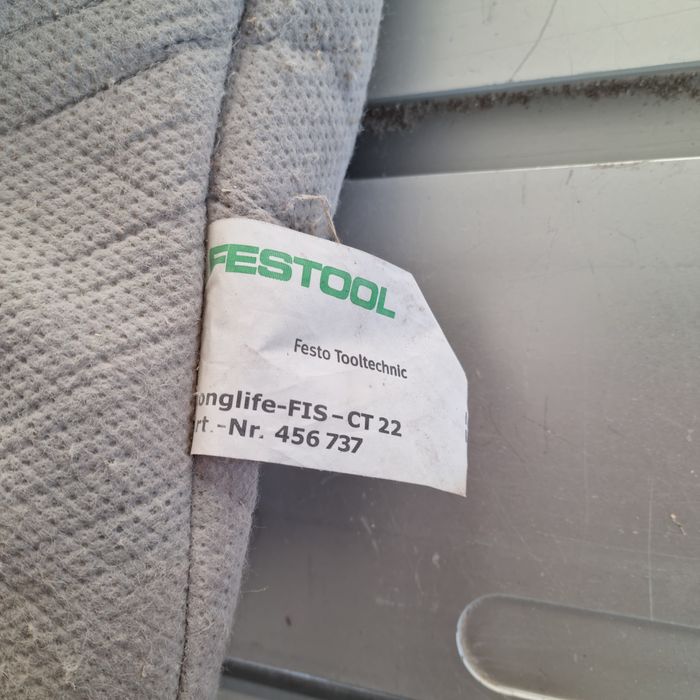 FESTOOL
Festo Tooltechnic
onglife-FIS-CT 22
rt.-Nr. 456 737